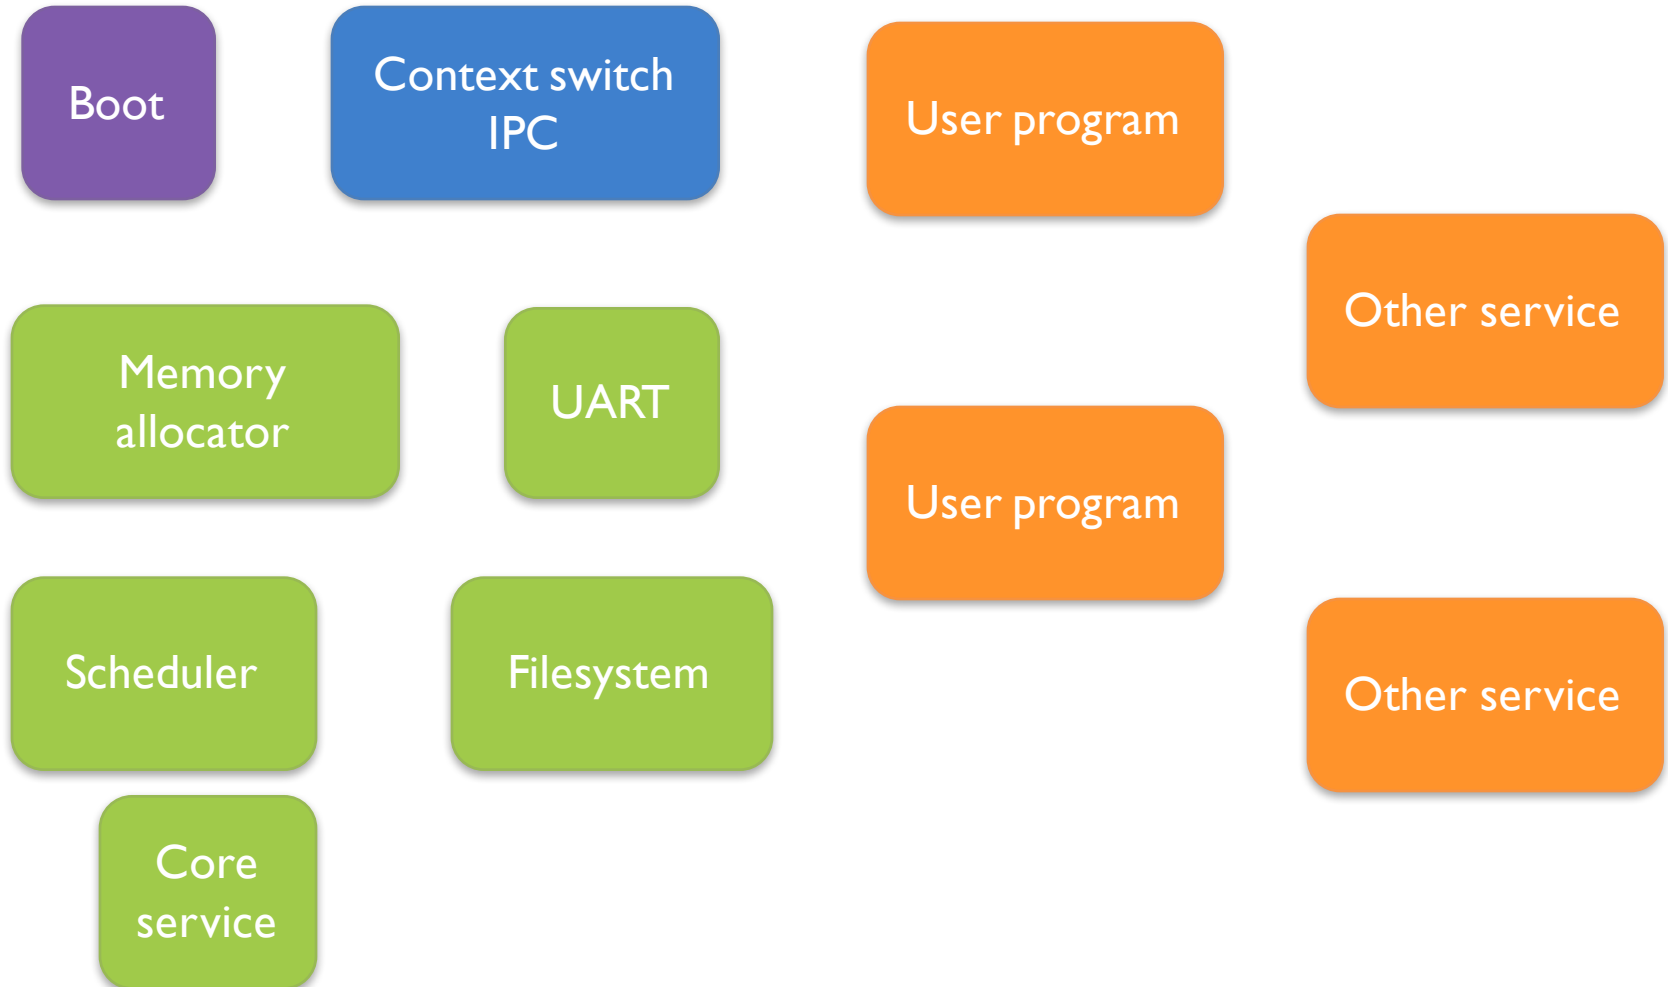 Boot
Context switch
IPC
User program
Other service
Memory
allocator
UART
User program
Scheduler
Filesystem
Other service
Core
service